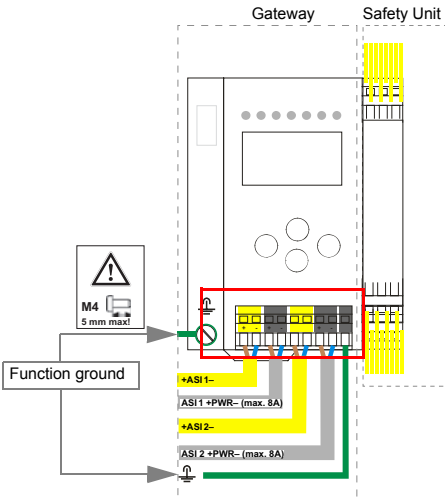 Gateway
Safety Unit
M4
5 mm max!
+ - + - + - + -
Function ground
+ASI 1–
ASI 1 +PWR– (max. 8A)
+ASI 2–
ASI 2 +PWR– (max. 8A)